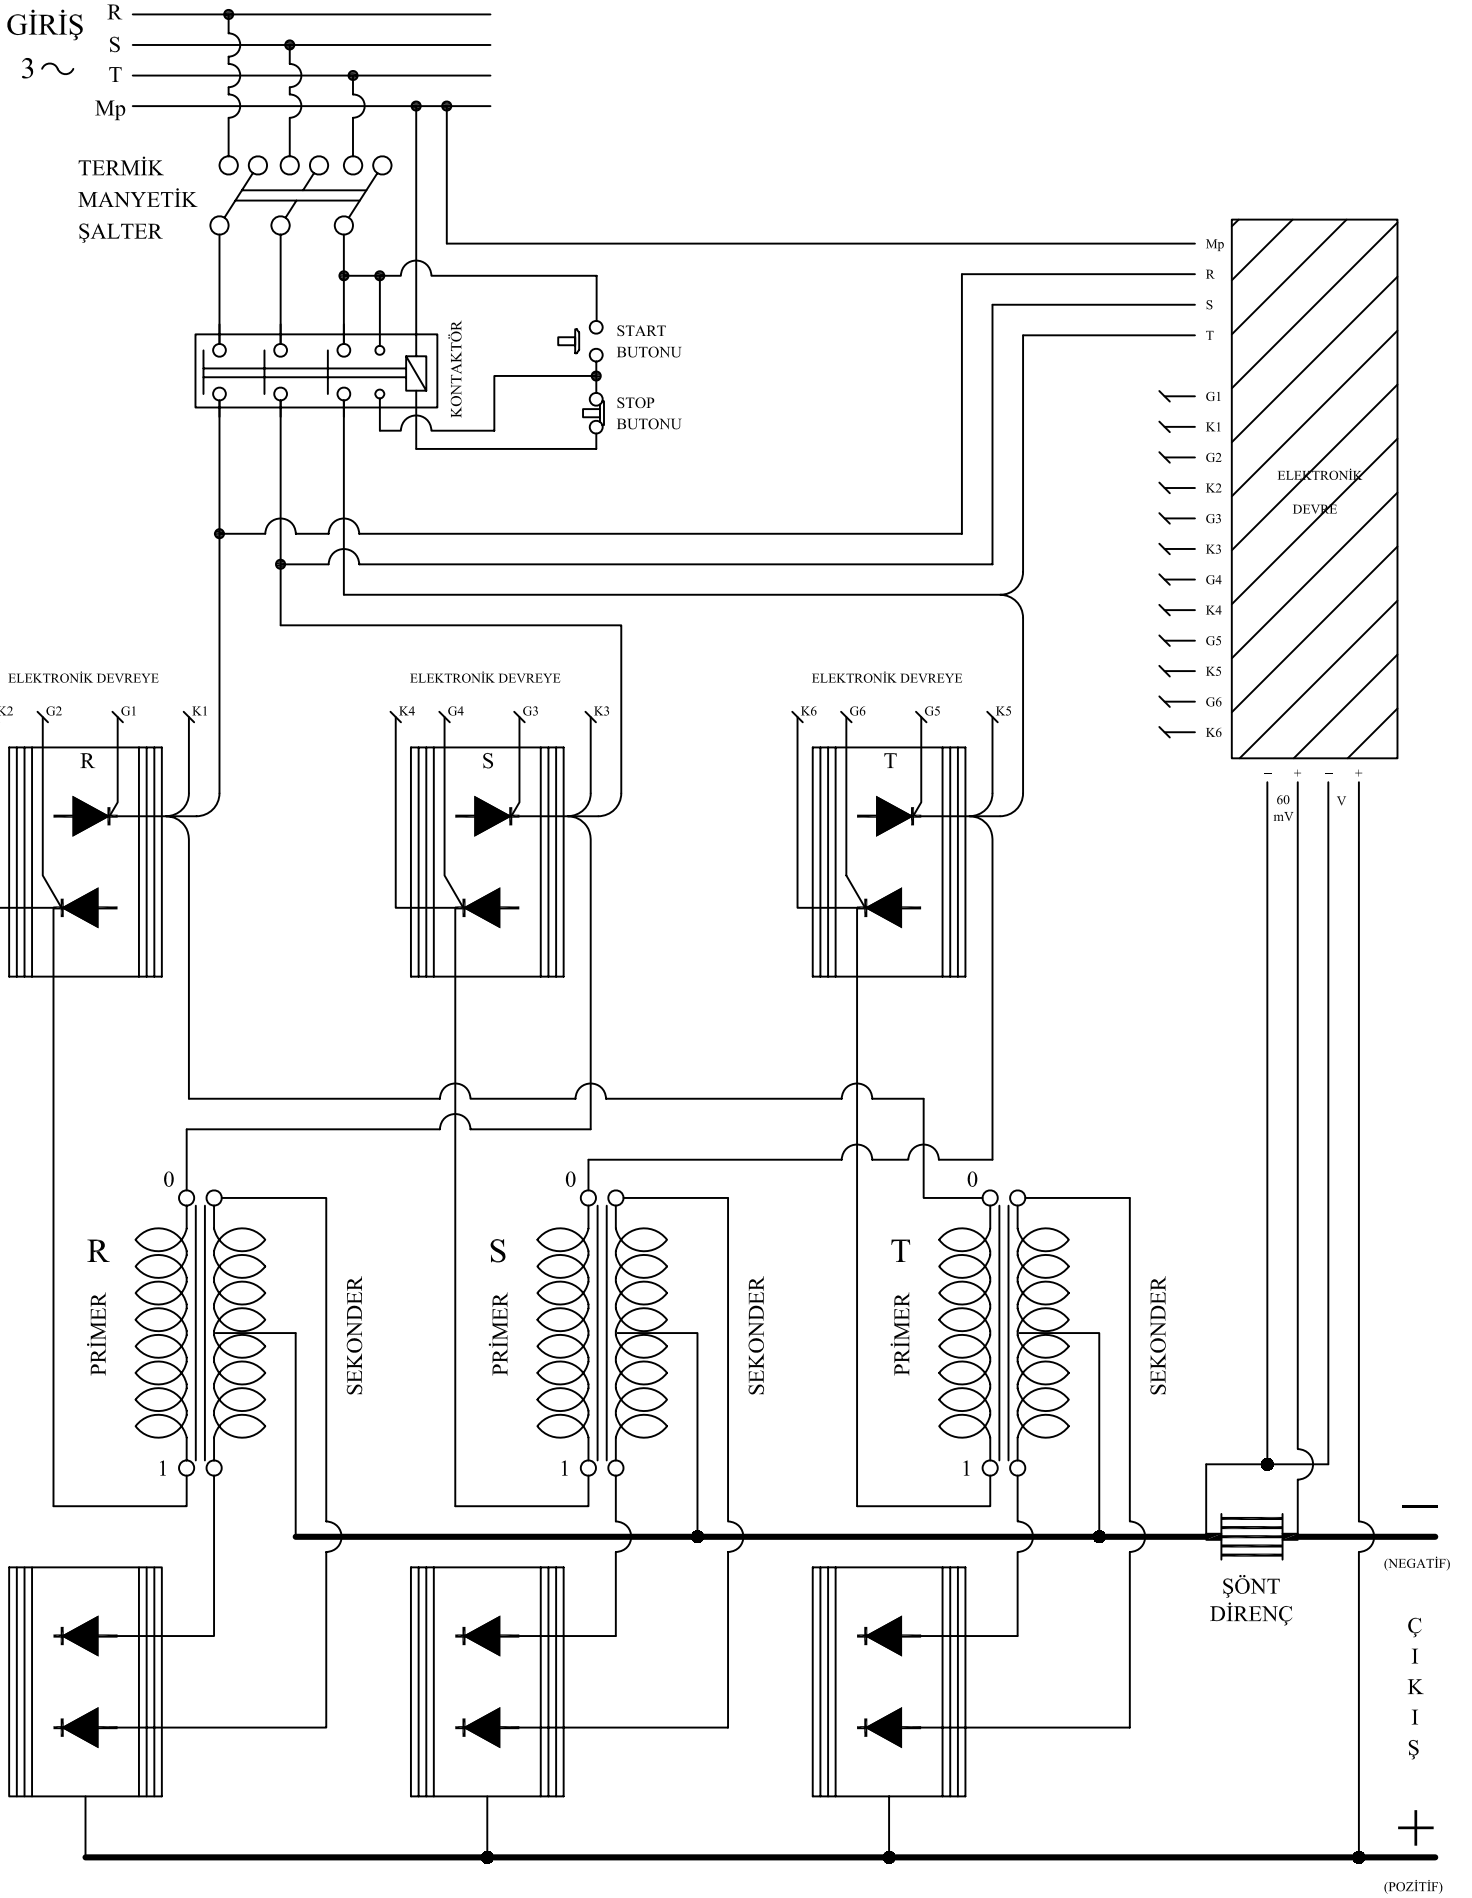 GİRİŞ
3
R
S
T
Mp
TERMİK
MANYETİK
ŞALTER
KONTAKTÖR
START
BUTONU
STOP
BUTONU
Mp
R
S
T
G1
K1
G2
K2
G3
K3
G4
K4
G5
K5
G6
K6
ELEKTRONİK
DEVRE
− + − +
60
mV
V
ELEKTRONİK DEVREYE
K2 G2 G1 K1
R
ELEKTRONİK DEVREYE
K4 G4 G3 K3
S
ELEKTRONİK DEVREYE
K6 G6 G5 K5
T
0
R
PRİMER
SEKONDER
1
0
S
PRİMER
SEKONDER
1
0
T
PRİMER
SEKONDER
1
−
(NEGATİF)
ŞÖNT
DİRENÇ
Ç
I
K
I
Ş
+
(POZİTİF)